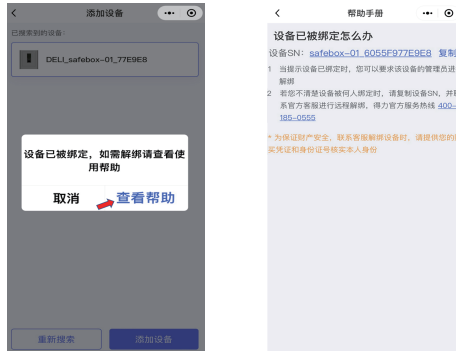 添加设备
已搜索到的设备:
DELI_safebox-01_77E9E8
设备已被绑定，如需解绑请查看使
用帮助
取消
查看帮助
重新搜索
添加设备
帮助手册
设备已被绑定怎么办
设备SN: safebox-01_6055F977E9E8 复制
1 当提示设备已绑定时，您可以要求该设备的管理员进
解绑
2 若您不清楚设备被何人绑定时，请复制设备SN，并
系官方客服进行远程解绑，得力官方服务热线 400-
185-0555
* 为保证财产安全，联系客服解绑设备时，请提供您的
买凭证和身份证号核实本人身份